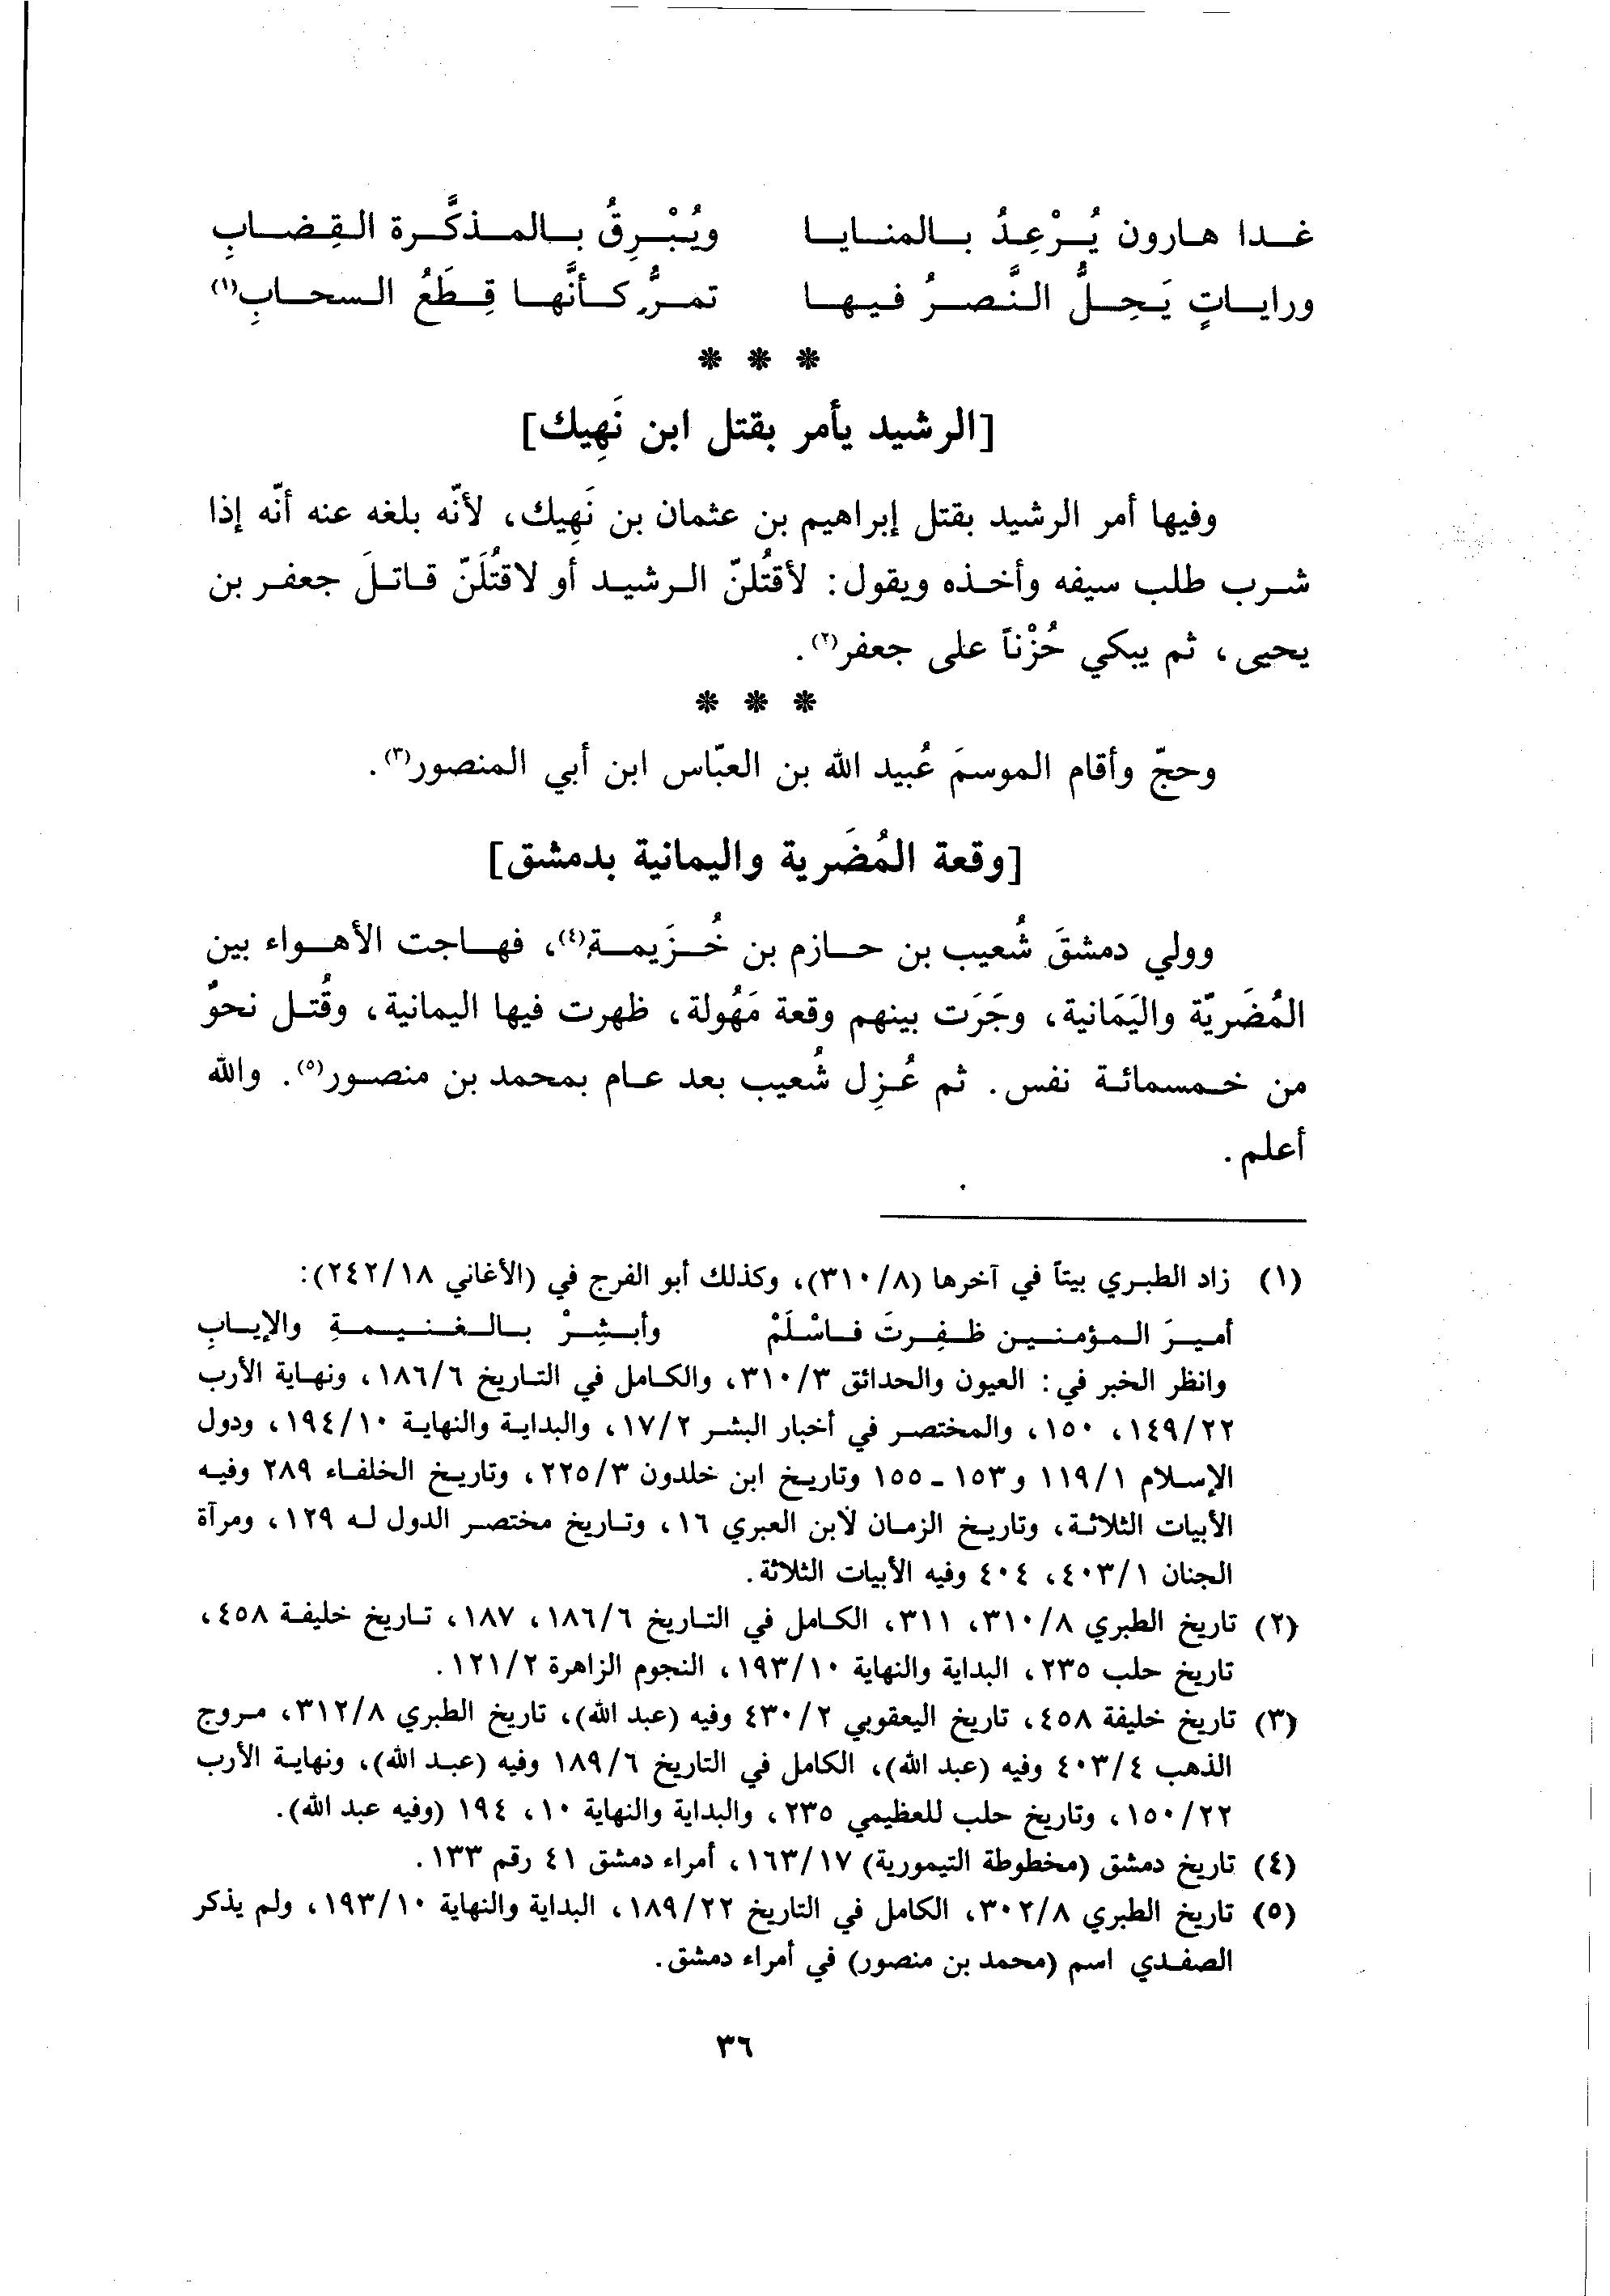 غدا هارون يُرْعِدُ بالمنايا ويُبْرِقُ بالمذكَّرة القِضابِ
وراياتٍ يَحِلُّ النَّصرُ فيها تمرُّ كأنَّها قِطَعُ السحابِ(١)
* * *
[الرشيد يأمر بقتل ابن نَهِيك]
وفيها أمر الرشيد بقتل إبراهيم بن عثمان بن نَهِيك، لأنّه بلغه عنه أنّه إذا
شرب طلب سيفه وأخذه ويقول: لأقتُلنّ الرشيد أو لاقتُلَنّ قاتلَ جعفر بن
يحيى، ثم يبكي حُزْناً على جعفر(٢).
* * *
وحجّ وأقام الموسمَ عُبيد الله بن العبّاس ابن أبي المنصور(٣).
[وقعة المُضَرية واليمانية بدمشق]
وولي دمشقَ شُعيب بن حازم بن خُزَيمة(٤)، فهاجت الأهواء بين
المُضَريّة واليَمَانية، وجَرَت بينهم وقعة مَهُولة، ظهرت فيها اليمانية، وقُتل نحوٌ
من خمسمائة نفس. ثم عُزِل شُعيب بعد عام بمحمد بن منصور(٥). والله
أعلم.
(١) زاد الطبري بيتاً في آخرها (٣١٠/٨)، وكذلك أبو الفرج في (الأغاني ٢٤٢/١٨):
أميرَ المؤمنين ظفِرتَ فاسْلَمْ وأبشِرْ بالغنيمةِ والإيابِ
وانظر الخبر في: العيون والحدائق ٣١٠/٣، والكامل في التاريخ ١٨٦/٦، ونهاية الأرب
١٤٩/٢٢، ١٥٠، والمختصر في أخبار البشر ١٧/٢، والبداية والنهاية ١٩٤/١٠، ودول
الإسلام ١١٩/١ و١٥٣ ـ ١٥٥ وتاريخ ابن خلدون ٢٢٥/٣، وتاريخ الخلفاء ٢٨٩ وفيه
الأبيات الثلاثة، وتاريخ الزمان لابن العبري ١٦، وتاريخ مختصر الدول له ١٢٩، ومرآة
الجنان ٤٠٣/١، ٤٠٤ وفيه الأبيات الثلاثة.
(٢) تاريخ الطبري ٣١٠/٨، ٣١١، الكامل في التاريخ ١٨٦/٦، ١٨٧، تاريخ خليفة ٤٥٨،
تاريخ حلب ٢٣٥، البداية والنهاية ١٩٣/١٠، النجوم الزاهرة ١٢١/٢.
(٣) تاريخ خليفة ٤٥٨، تاريخ اليعقوبي ٤٣٠/٢ وفيه (عبد الله)، تاريخ الطبري ٣١٢/٨، مروج
الذهب ٤٠٣/٤ وفيه (عبد الله)، الكامل في التاريخ ١٨٩/٦ وفيه (عبد الله)، ونهاية الأرب
١٥٠/٢٢، وتاريخ حلب للعظيمي ٢٣٥، والبداية والنهاية ١٠، ١٩٤ (وفيه عبد الله).
(٤) تاريخ دمشق (مخطوطة التيمورية) ١٦٣/١٧، أمراء دمشق ٤١ رقم ١٣٣.
(٥) تاريخ الطبري ٣٠٢/٨، الكامل في التاريخ ١٨٩/٢٢، البداية والنهاية ١٩٣/١٠، ولم يذكر
الصفدي اسم (محمد بن منصور) في أمراء دمشق.
٣٦